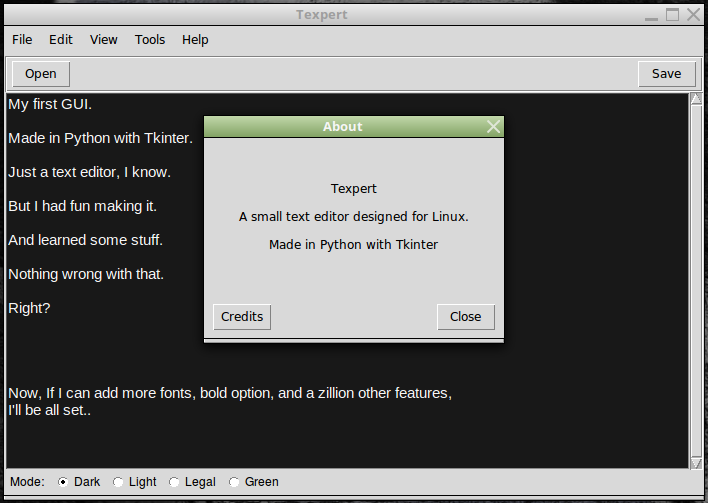 Texpert
File Edit View Tools Help
Open Save
My first GUI.
Made in Python with Tkinter.
Just a text editor, I know.
But I had fun making it.
And learned some stuff.
Nothing wrong with that.
Right?
Now, If I can add more fonts, bold option, and a zillion other features,
I'll be all set..
About
Texpert
A small text editor designed for Linux.
Made in Python with Tkinter
Credits Close
Mode: Dark Light Legal Green